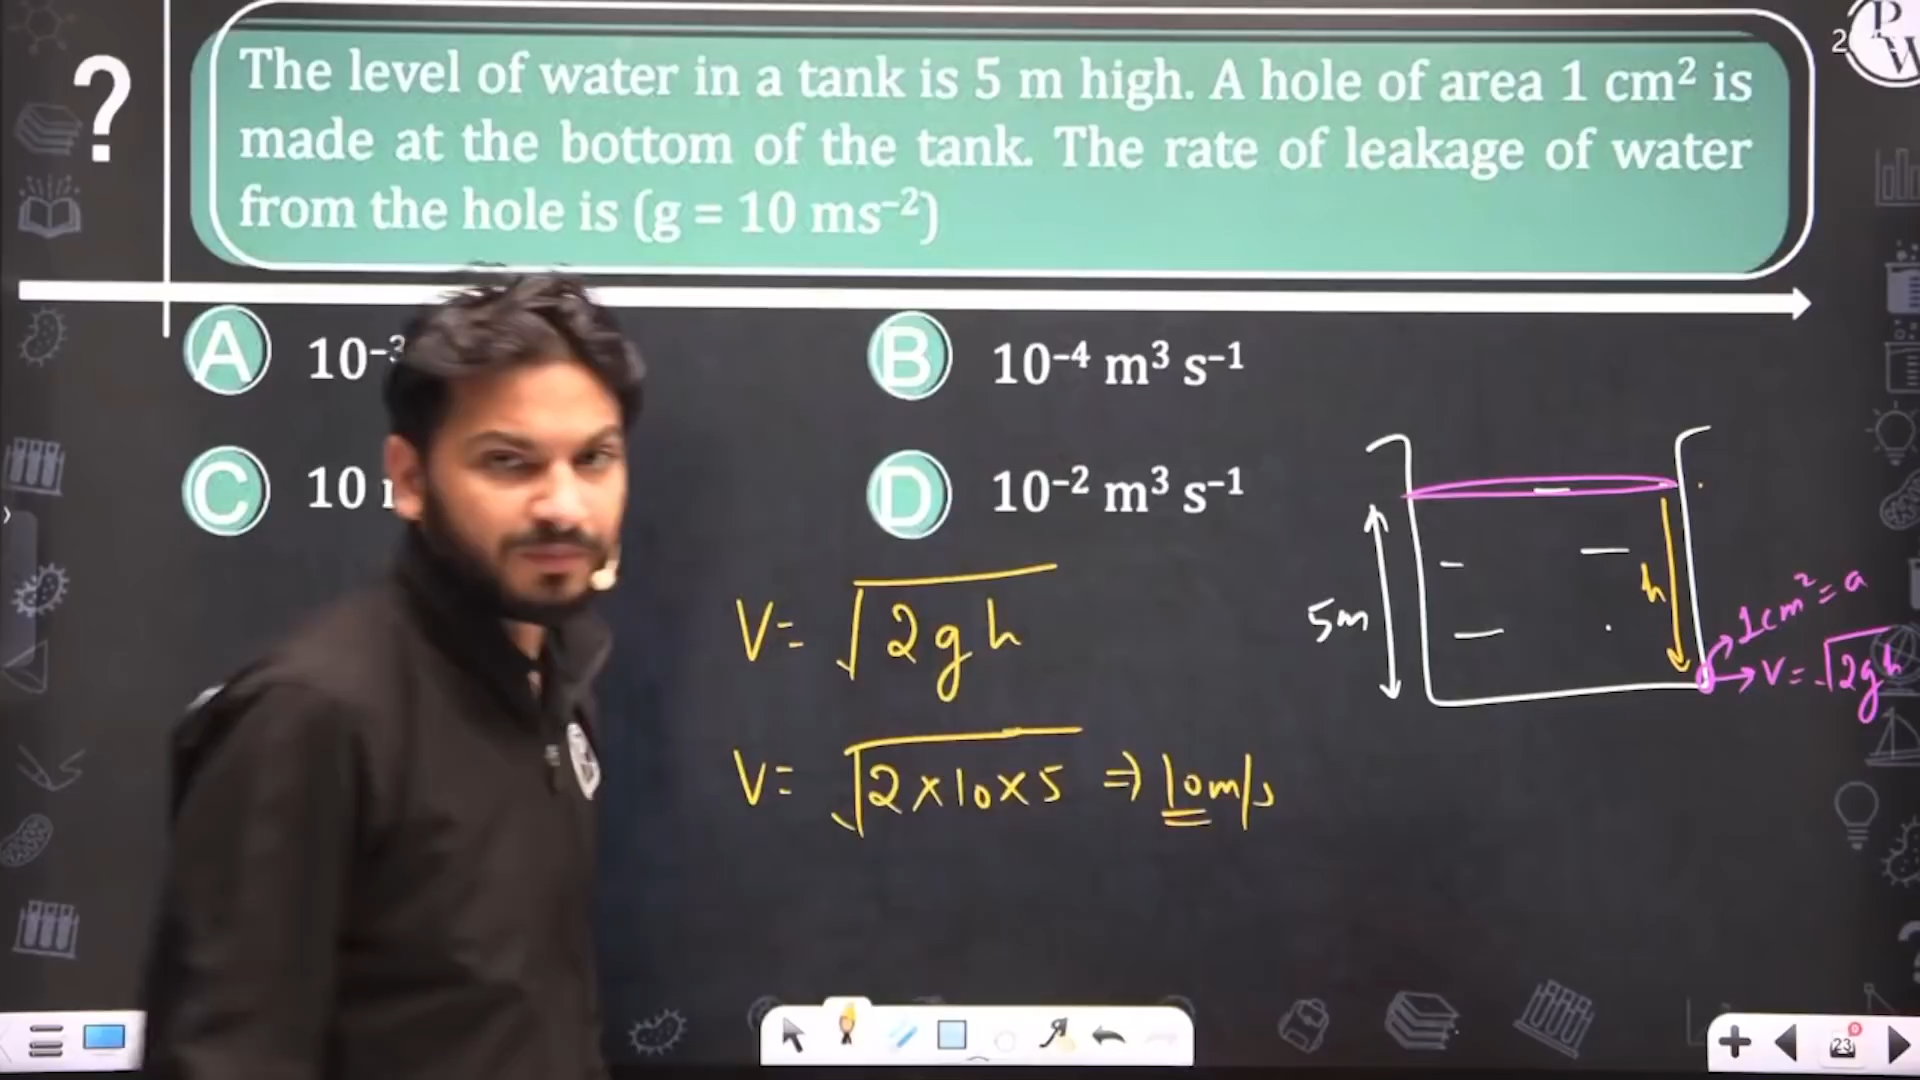 ?
The level of water in a tank is 5 m high. A hole of area 1 cm² is
made at the bottom of the tank. The rate of leakage of water
from the hole is (g = 10 ms⁻²)
P
W
A 10⁻³
B 10⁻⁴ m³ s⁻¹
C 10
D 10⁻² m³ s⁻¹
V = √2gh
V = √2×10×5 ⇒ 10m/s
5m
h
1cm² = a
V = √2gh
23